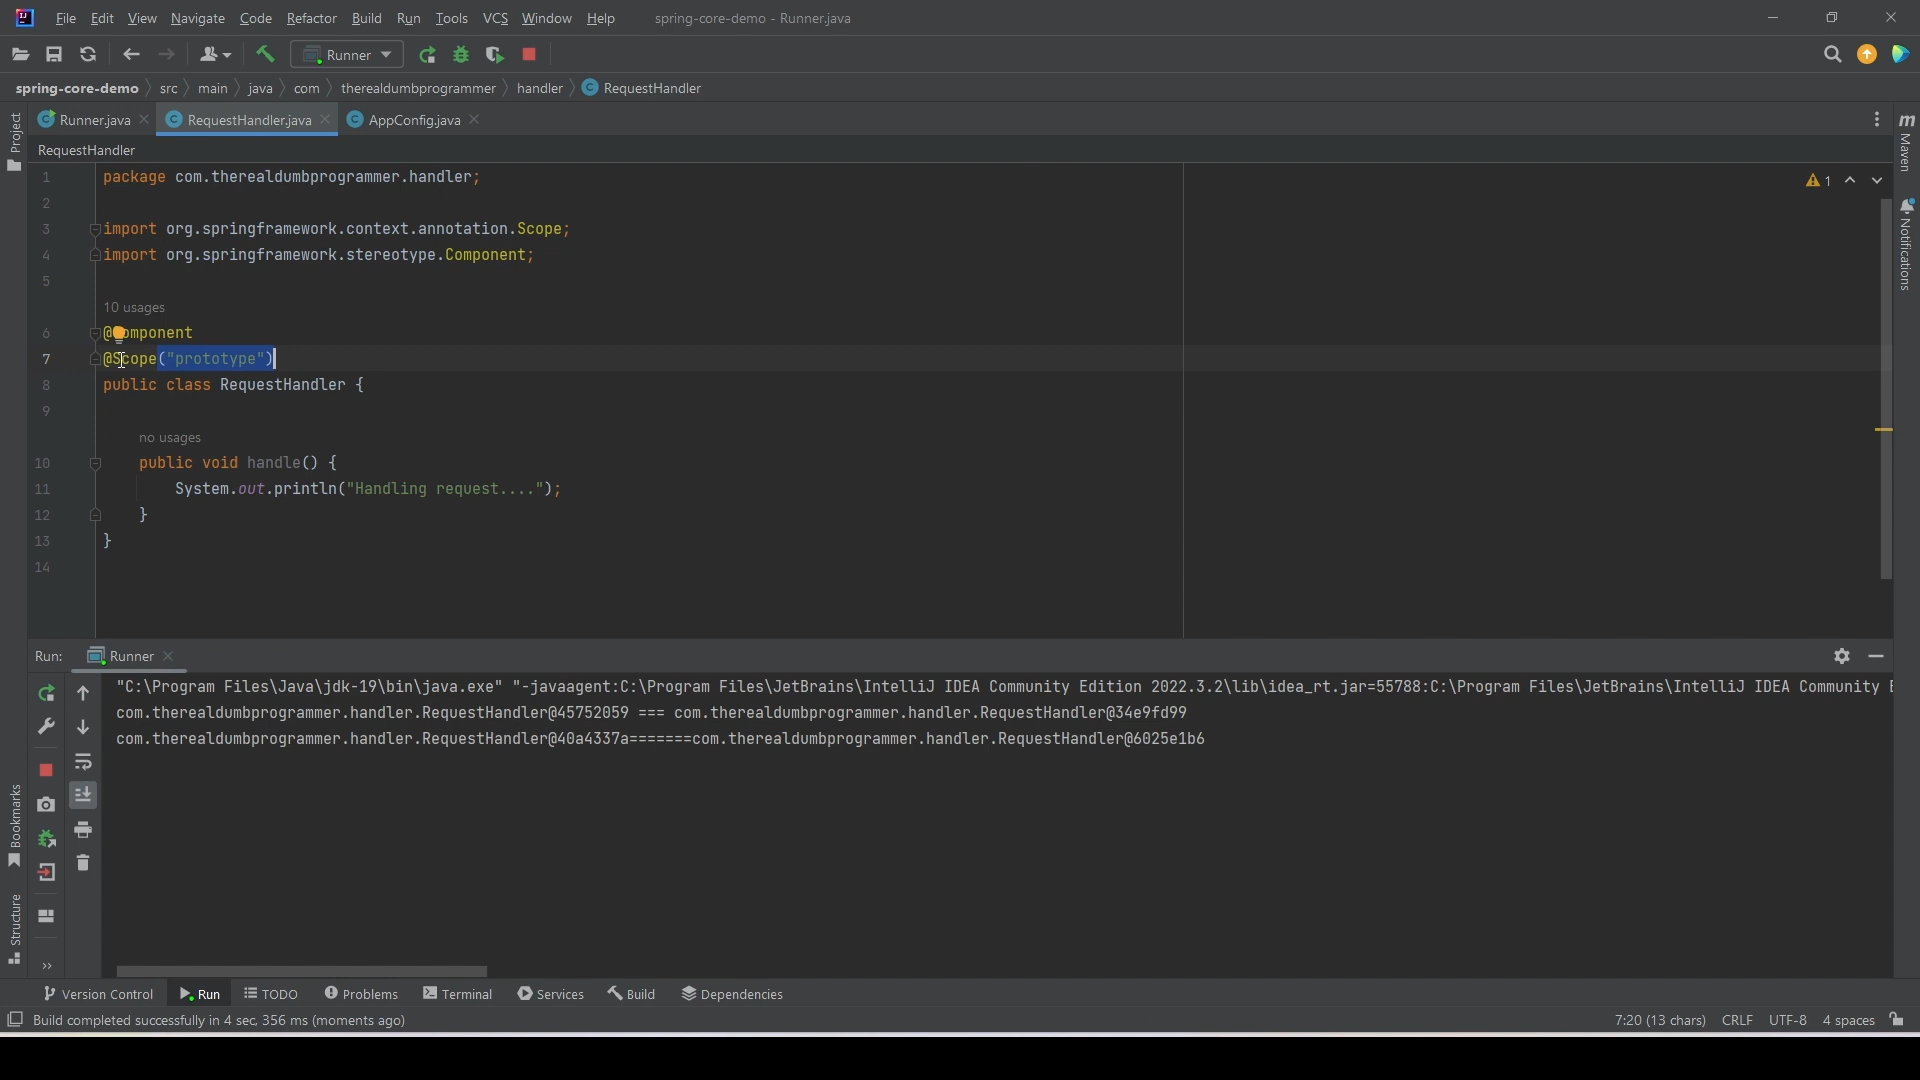 File Edit View Navigate Code Refactor Build Run Tools VCS Window Help spring-core-demo - Runner.java
Runner
spring-core-demo src main java com therealdumbprogrammer handler RequestHandler
Runner.java RequestHandler.java AppConfig.java
RequestHandler
1 package com.therealdumbprogrammer.handler;
2
3 import org.springframework.context.annotation.Scope;
4 import org.springframework.stereotype.Component;
5
10 usages
6 @Component
7 @Scope("prototype")
8 public class RequestHandler {
9
no usages
10 public void handle() {
11 System.out.println("Handling request....");
12 }
13 }
14
1
Project
Bookmarks
Structure
m Maven
Notifications
Run: Runner
"C:\Program Files\Java\jdk-19\bin\java.exe" "-javaagent:C:\Program Files\JetBrains\IntelliJ IDEA Community Edition 2022.3.2\lib\idea_rt.jar=55788:C:\Program Files\JetBrains\IntelliJ IDEA Community
com.therealdumbprogrammer.handler.RequestHandler@45752059 === com.therealdumbprogrammer.handler.RequestHandler@34e9fd99
com.therealdumbprogrammer.handler.RequestHandler@40a4337a=======com.therealdumbprogrammer.handler.RequestHandler@6025e1b6
Version Control Run TODO Problems Terminal Services Build Dependencies
Build completed successfully in 4 sec, 356 ms (moments ago) 7:20 (13 chars) CRLF UTF-8 4 spaces